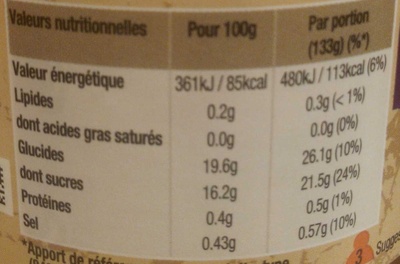 Valeurs nutritionnelles Pour 100g Par portion
(133g) (%*)
Valeur énergétique 361kJ / 85kcal 480kJ / 113kcal (6%)
Lipides 0.2g 0.3g (< 1%)
dont acides gras saturés 0.0g 0.0g (0%)
Glucides 19.6g 26.1g (10%)
dont sucres 16.2g 21.5g (24%)
Protéines 0.4g 0.5g (1%)
Sel 0.43g 0.57g (10%)
*Apport de
3